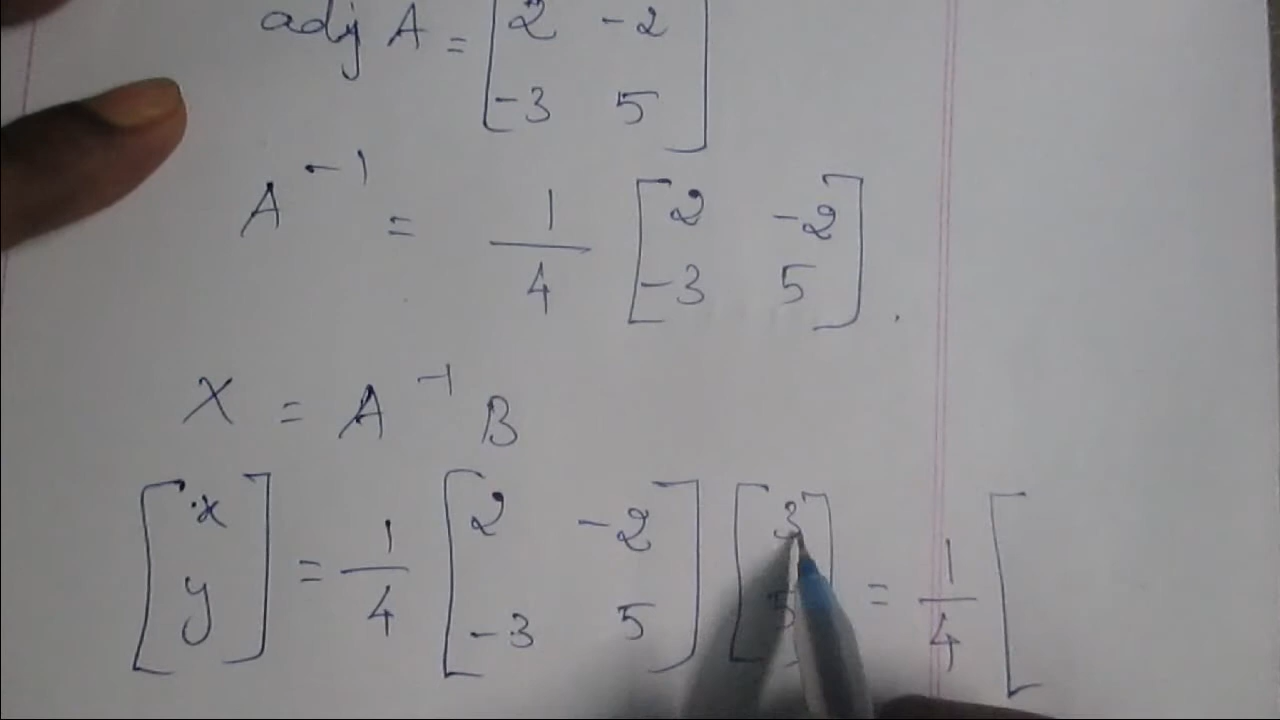 adj A = [2 -2
-3 5]
A⁻¹ = 1/4 [2 -2
-3 5].
X = A⁻¹ B
[x
y] = 1/4 [2 -2
-3 5] [3
5] = 1/4 [